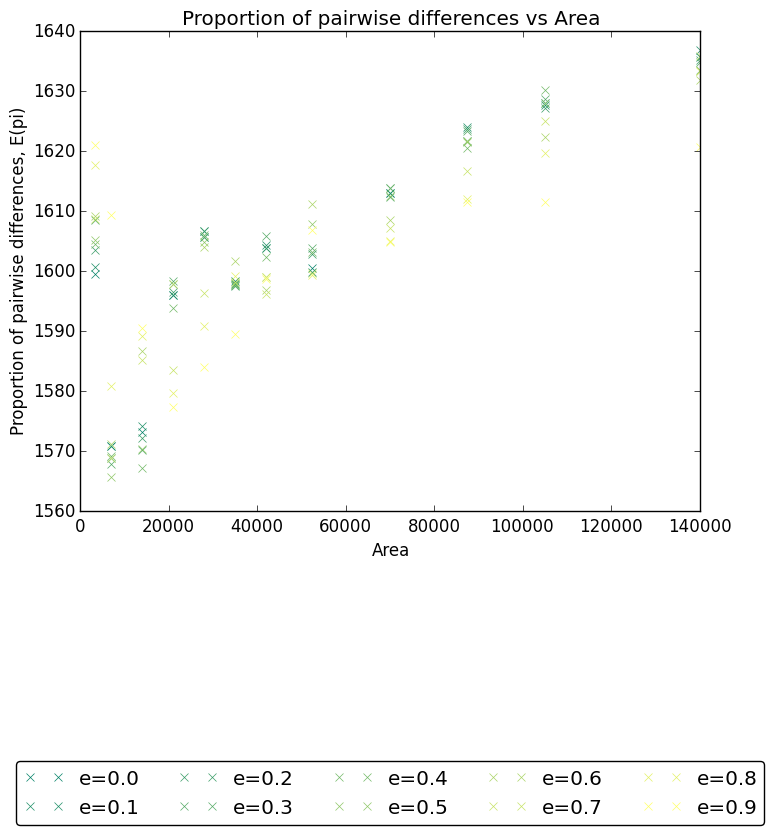 Proportion of pairwise differences vs Area
1640
1630
1620
1610
1600
1590
1580
1570
1560
Proportion of pairwise differences, E(pi)
0 20000 40000 60000 80000 100000 120000 140000
Area
e=0.0 e=0.2 e=0.4 e=0.6 e=0.8
e=0.1 e=0.3 e=0.5 e=0.7 e=0.9